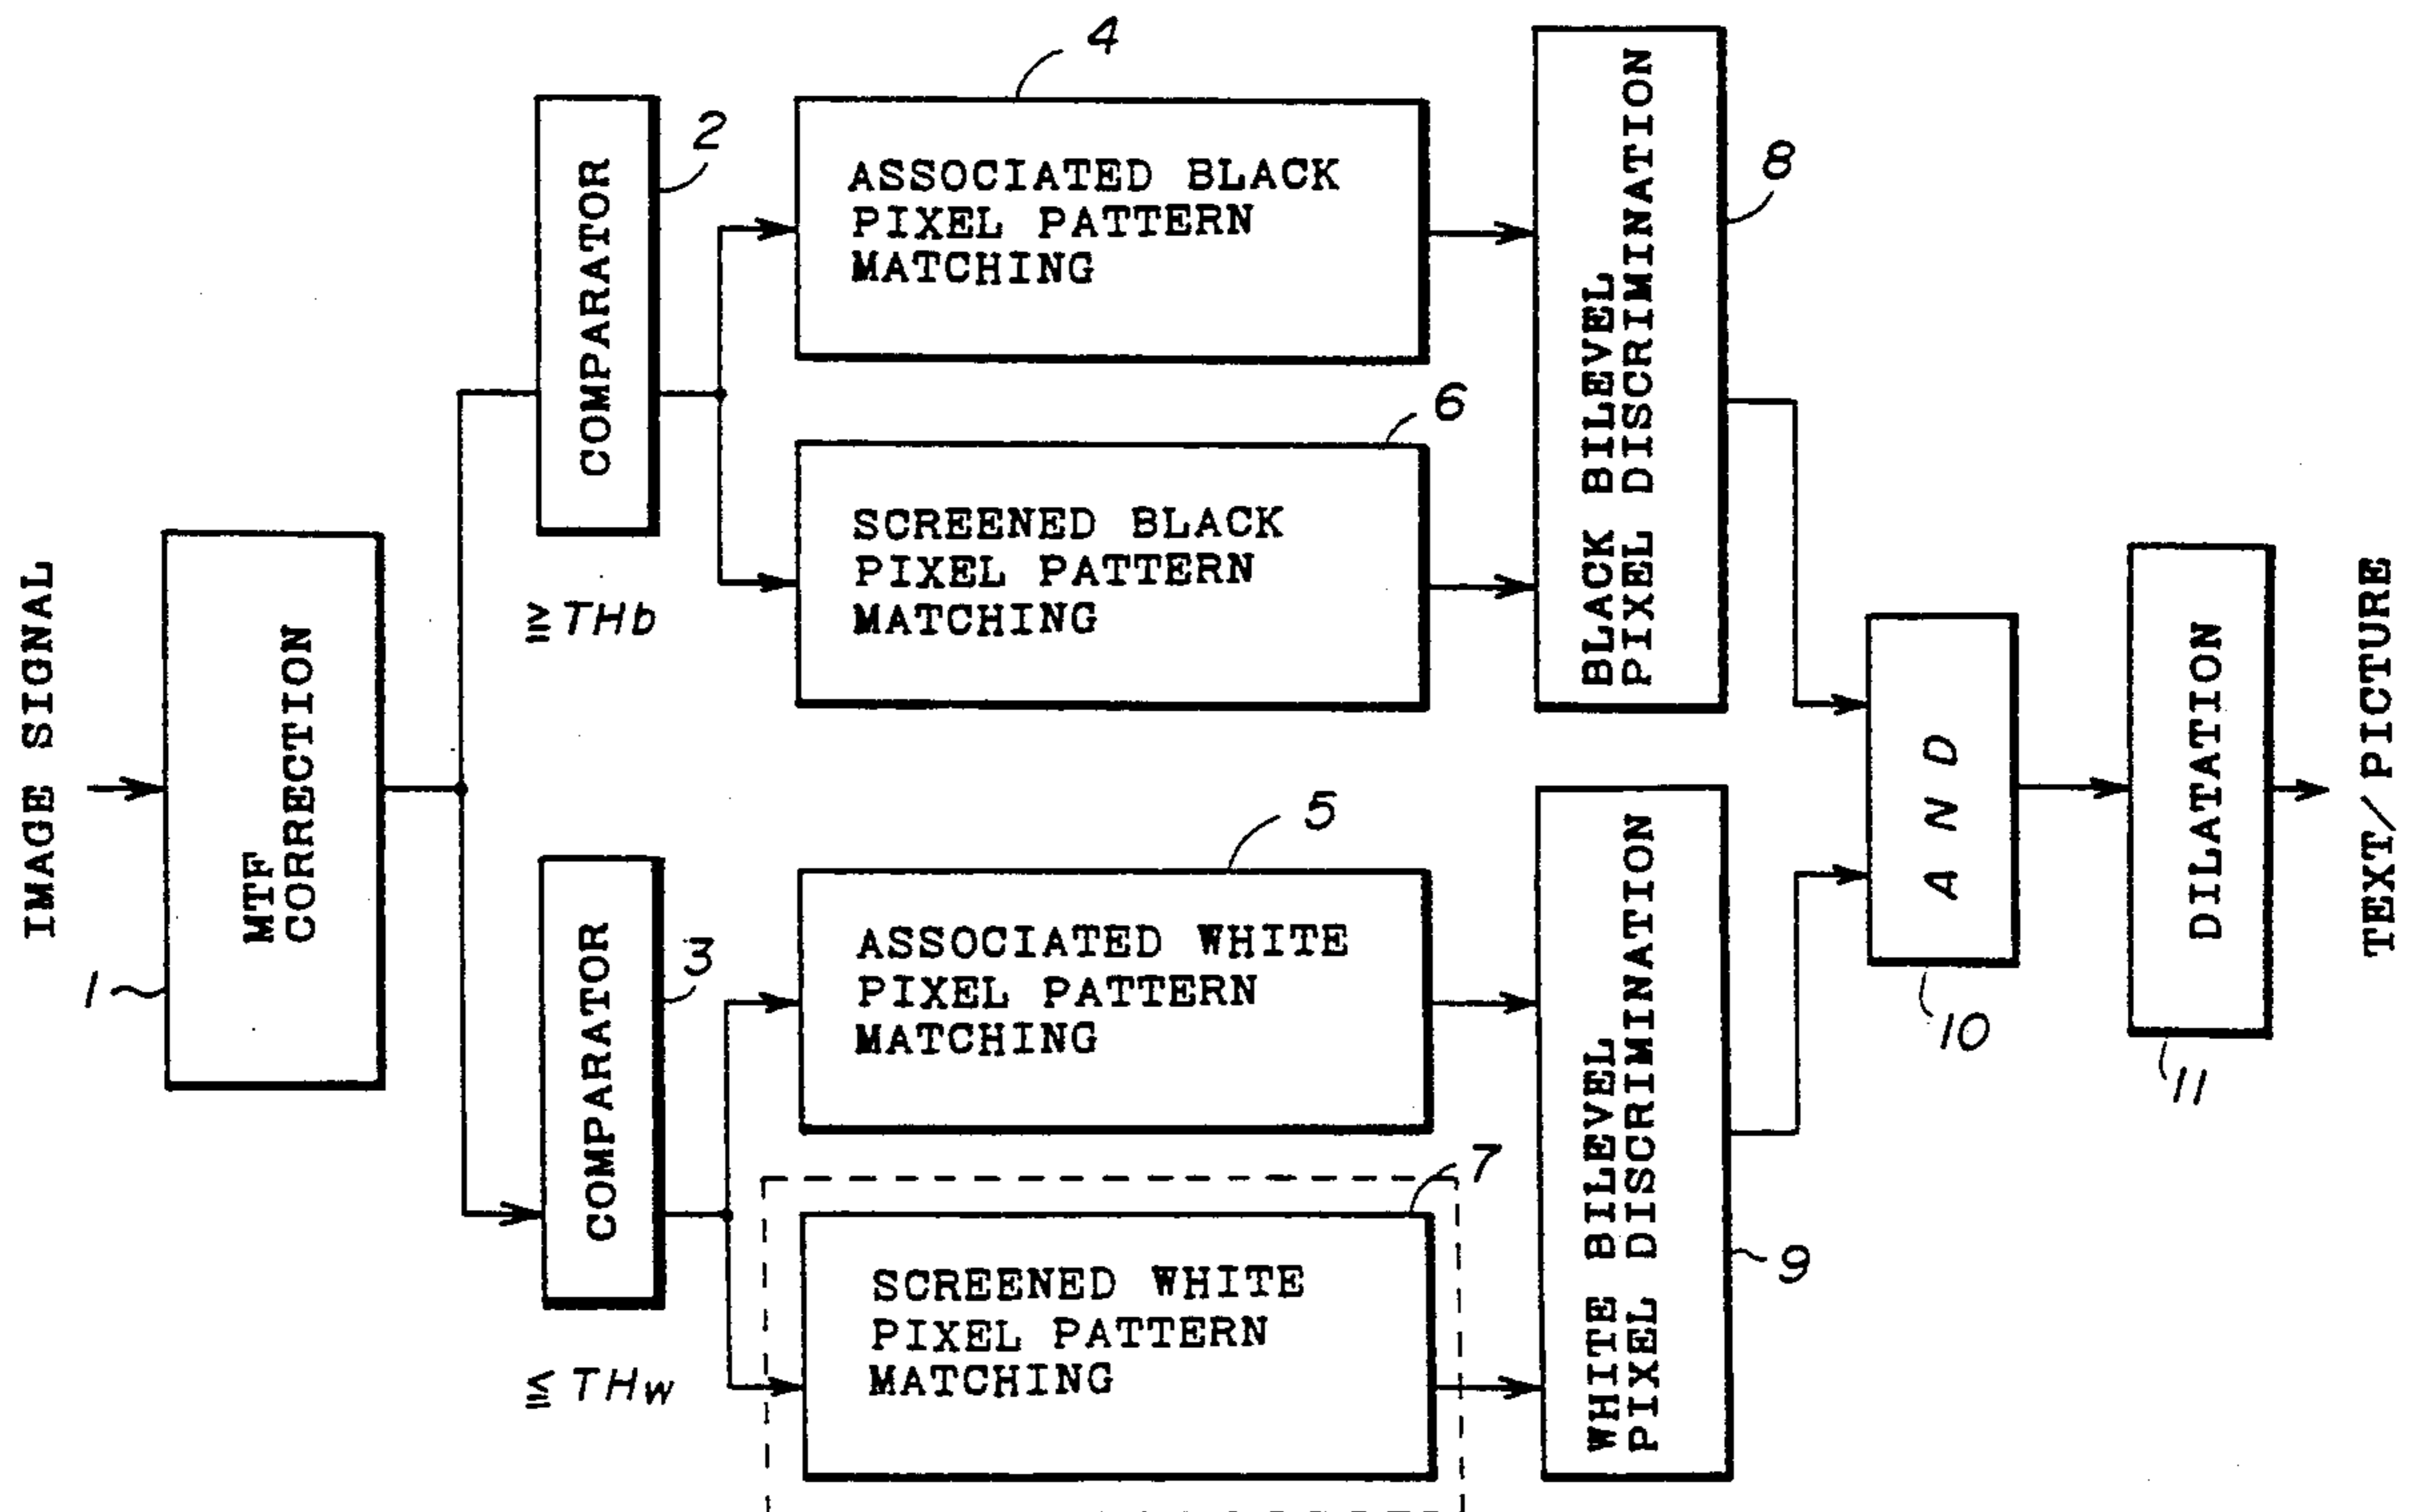 IMAGE SIGNAL
1
MTF
CORRECTION
COMPARATOR
2
≧THb
4
ASSOCIATED BLACK
PIXEL PATTERN
MATCHING
6
SCREENED BLACK
PIXEL PATTERN
MATCHING
BLACK BILEVEL
PIXEL DISCRIMINATION
8
COMPARATOR
3
≦THw
5
ASSOCIATED WHITE
PIXEL PATTERN
MATCHING
7
SCREENED WHITE
PIXEL PATTERN
MATCHING
WHITE BILEVEL
PIXEL DISCRIMINATION
9
AND
10
DILATATION
11
TEXT/PICTURE